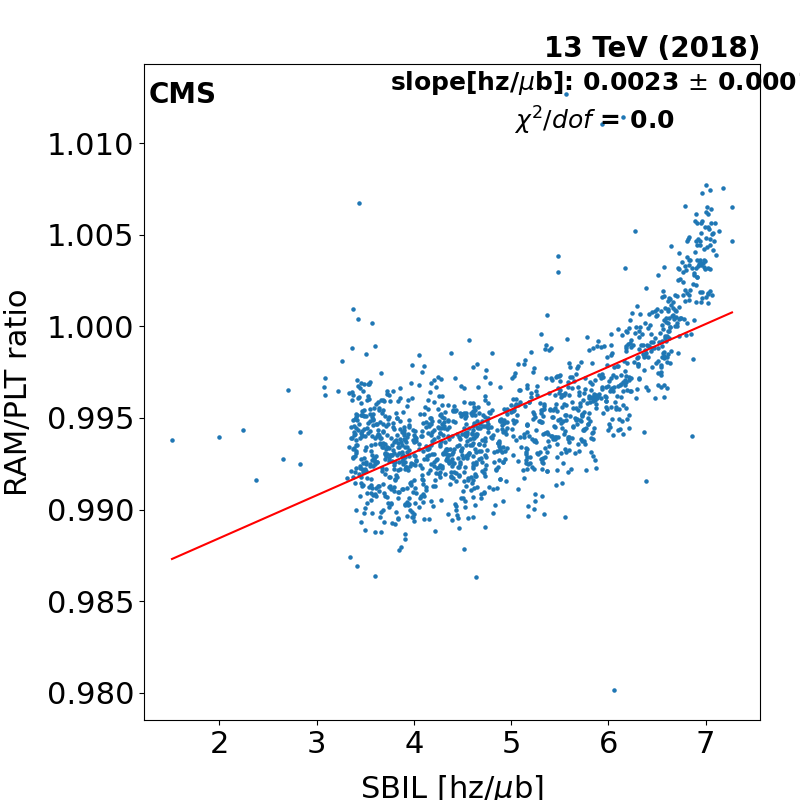 13 TeV (2018)
CMS
slope[hz/μb]: 0.0023 ± 0.000
χ²/dof = 0.0
1.010
1.005
1.000
0.995
0.990
0.985
0.980
RAM/PLT ratio
2 3 4 5 6 7
SBIL [hz/μb]